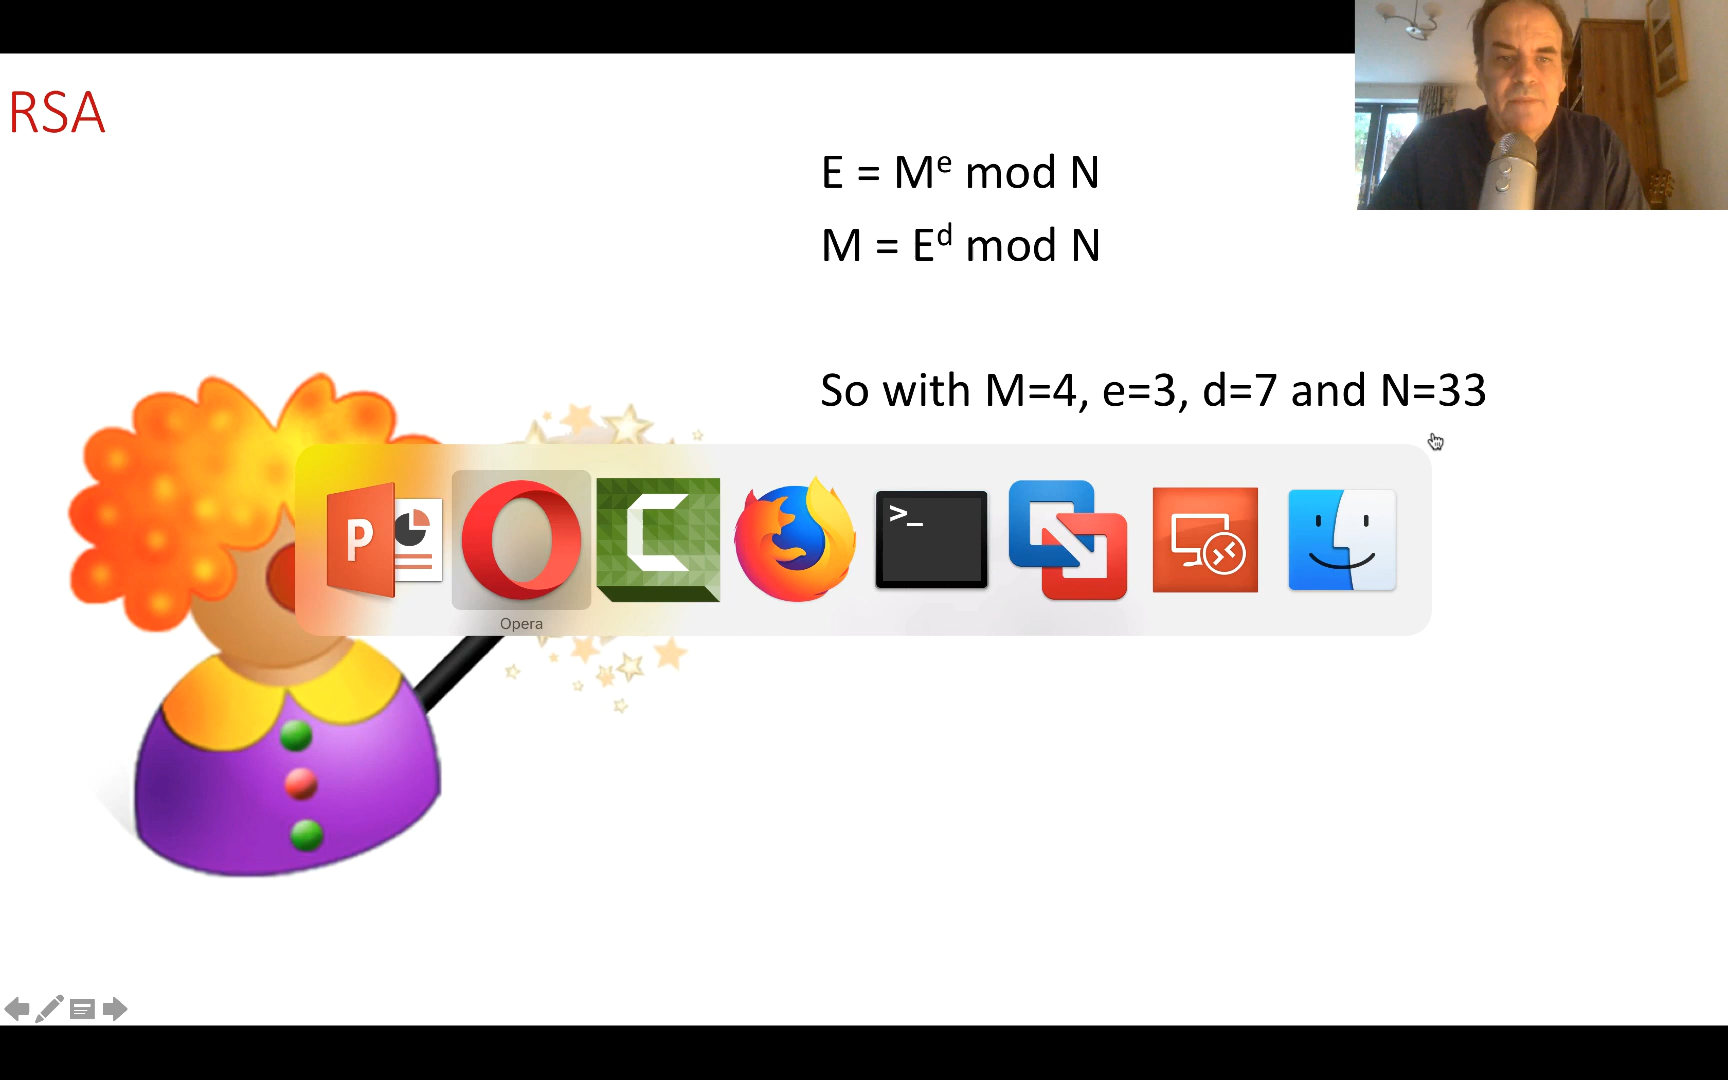 RSA
E = Mᵉ mod N
M = Eᵈ mod N
So with M=4, e=3, d=7 and N=33
P
>_
Opera